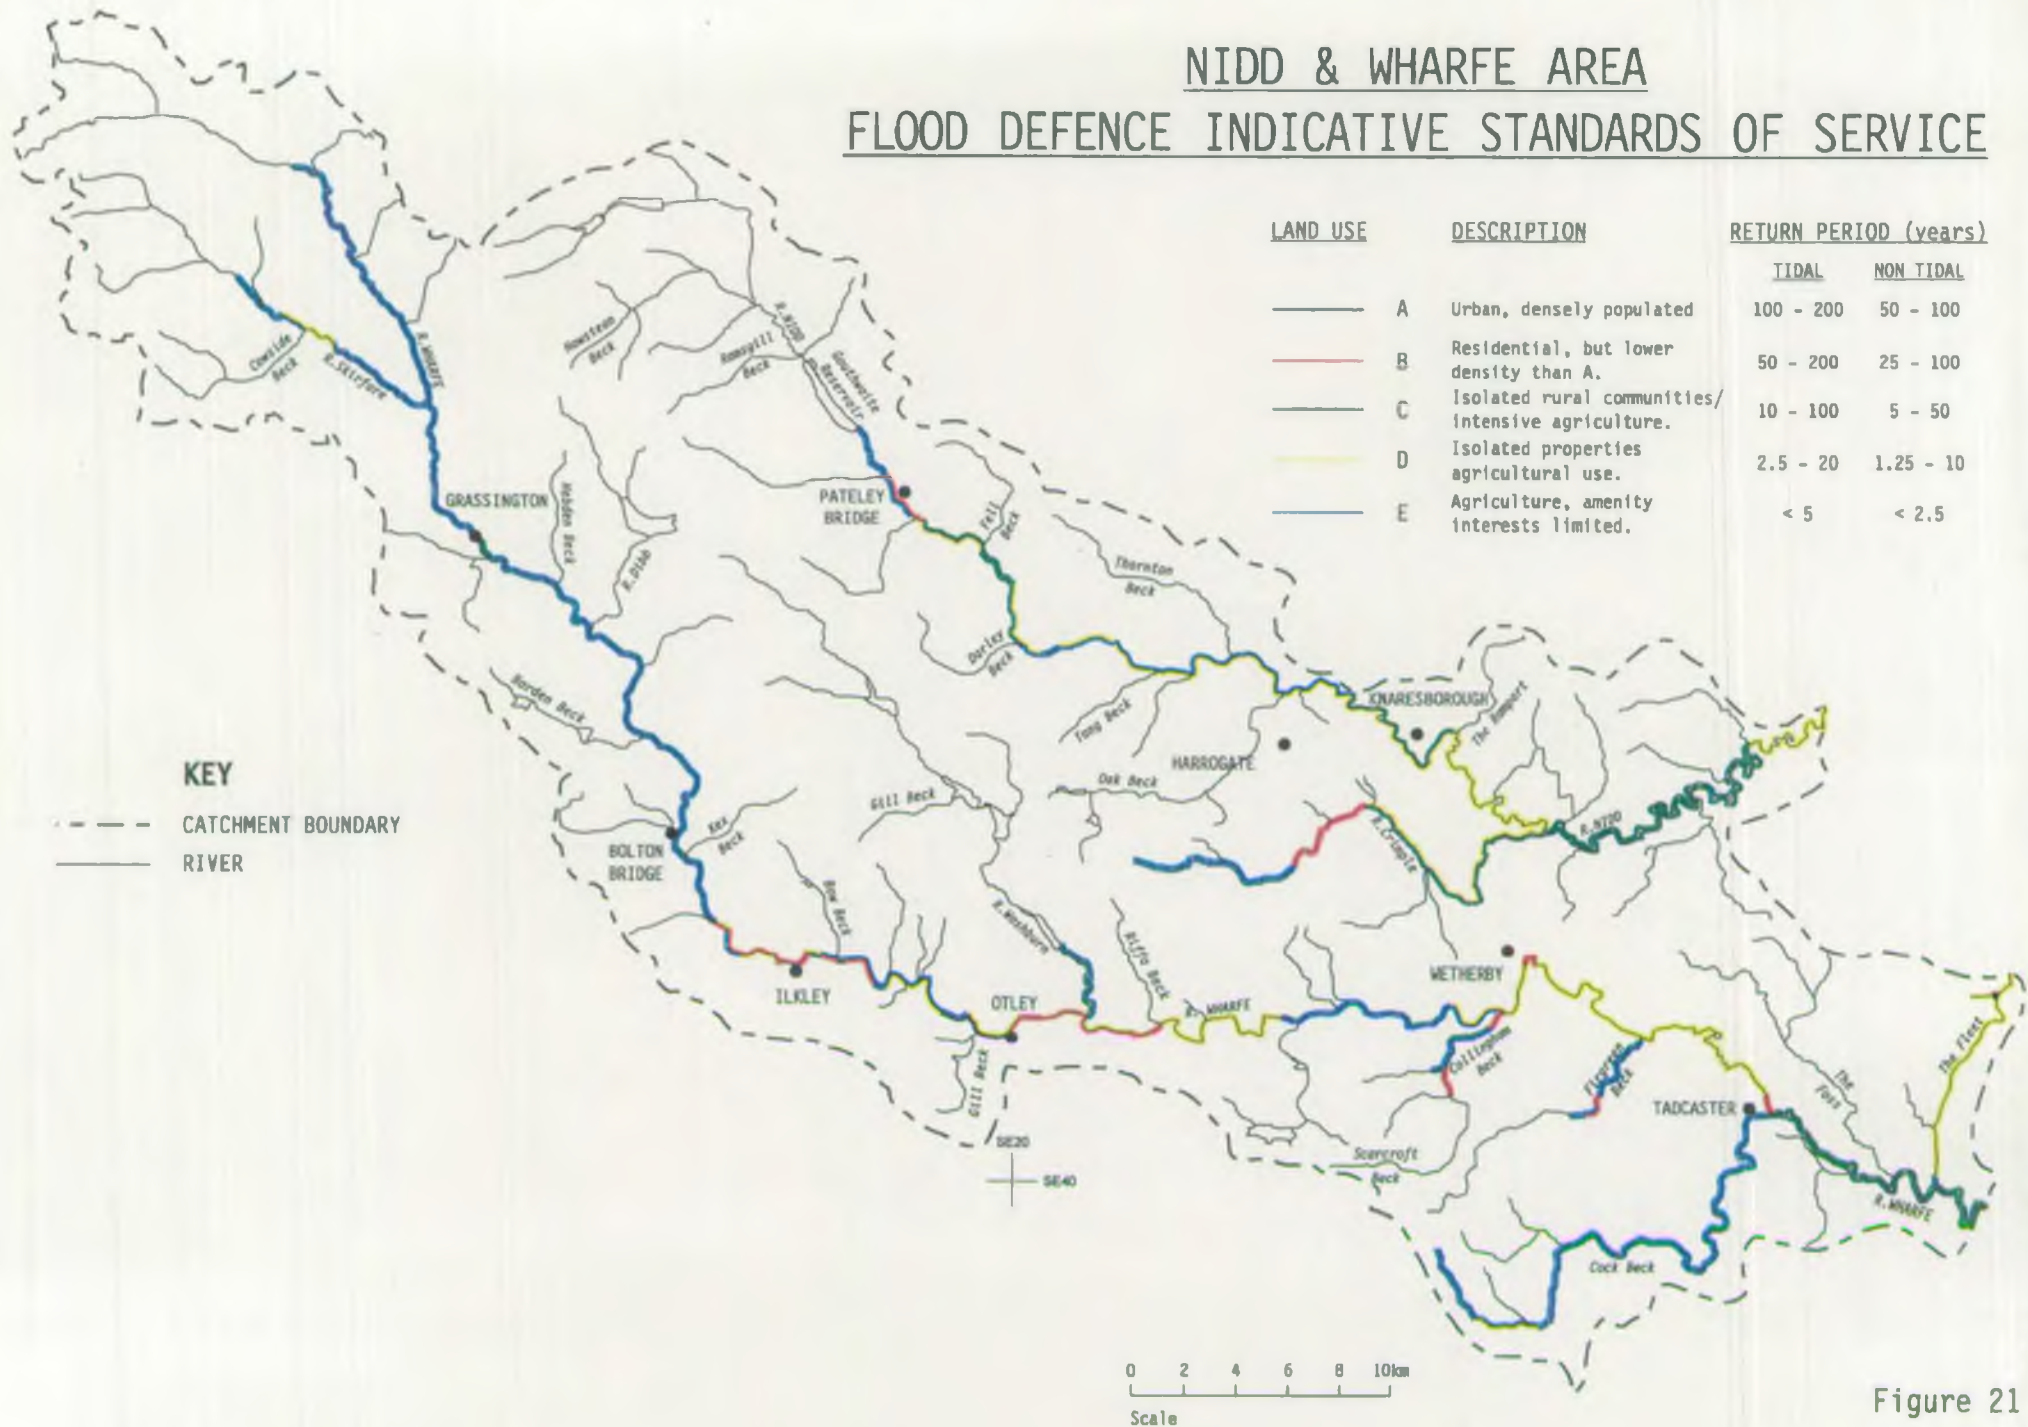 NIDD & WHARFE AREA
FLOOD DEFENCE INDICATIVE STANDARDS OF SERVICE
LAND USE DESCRIPTION RETURN PERIOD (years)
TIDAL NON TIDAL
A Urban, densely populated 100 - 200 50 - 100
B Residential, but lower density than A. 50 - 200 25 - 100
C Isolated rural communities/ intensive agriculture. 10 - 100 5 - 50
D Isolated properties agricultural use. 2.5 - 20 1.25 - 10
E Agriculture, amenity interests limited. < 5 < 2.5
Cowside Beck
R.Skirfare
R.WHARFE
Howstean Beck
Ramsgill Beck
R.NIDD
Gouthwaite Reservoir
GRASSINGTON
Hebden Beck
R.Dibb
PATELEY BRIDGE
Fell Beck
Thornton Beck
Darley Beck
Barden Beck
Tang Beck
HARROGATE
KNARESBOROUGH
The Rampart
KEY
CATCHMENT BOUNDARY
RIVER
Gill Beck
Oak Beck
R.Crimple
R.NIDD
Kex Beck
BOLTON BRIDGE
Bow Beck
R.Washburn
Riffa Beck
WETHERBY
ILKLEY
OTLEY
R. WHARFE
Collingham Beck
Firgreen Beck
The Fleet
The Foss
Gill Beck
TADCASTER
SE20
SE40
Scarcroft Beck
R.WHARFE
Cock Beck
0 2 4 6 8 10km
Scale
Figure 21